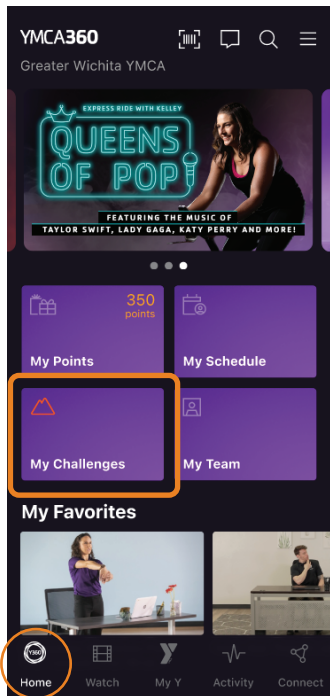 YMCA360
Greater Wichita YMCA
EXPRESS RIDE WITH KELLEY
QUEENS
OF POP
FEATURING THE MUSIC OF
TAYLOR SWIFT, LADY GAGA, KATY PERRY AND MORE!
350
points
My Points
My Schedule
My Challenges
My Team
My Favorites
Y360
Home
Watch
My Y
Activity
Connect